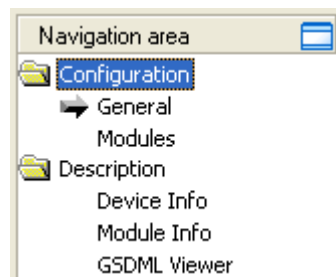 Navigation area
Configuration
General
Modules
Description
Device Info
Module Info
GSDML Viewer